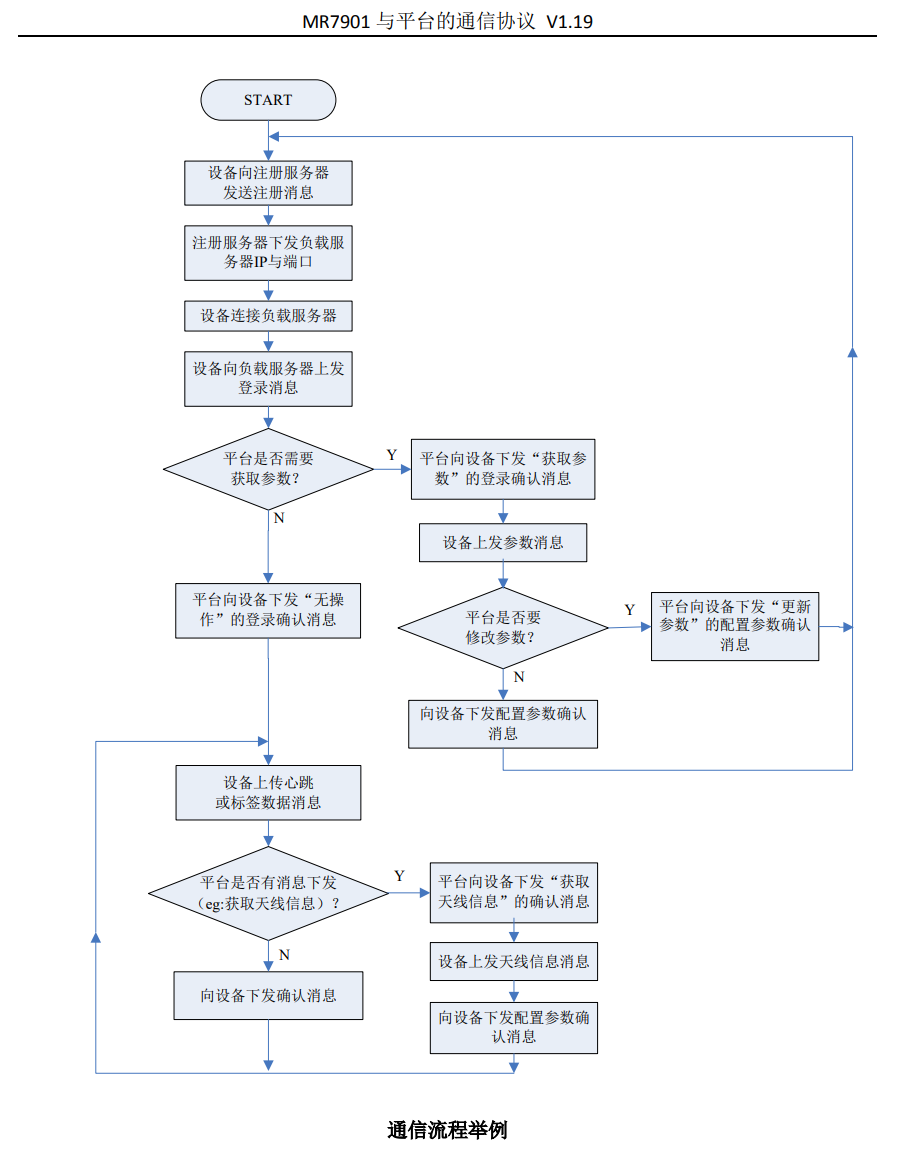 MR7901 与平台的通信协议 V1.19
START
设备向注册服务器
发送注册消息
注册服务器下发负载服
务器IP与端口
设备连接负载服务器
设备向负载服务器上发
登录消息
平台是否需要
获取参数？
Y
平台向设备下发“获取参
数”的登录确认消息
N
设备上发参数消息
平台向设备下发“无操
作”的登录确认消息
平台是否要
修改参数？
Y
平台向设备下发“更新
参数”的配置参数确认
消息
N
向设备下发配置参数确认
消息
设备上传心跳
或标签数据消息
平台是否有消息下发
（eg:获取天线信息）？
Y
平台向设备下发“获取
天线信息”的确认消息
N
设备上发天线信息消息
向设备下发确认消息
向设备下发配置参数确
认消息
通信流程举例